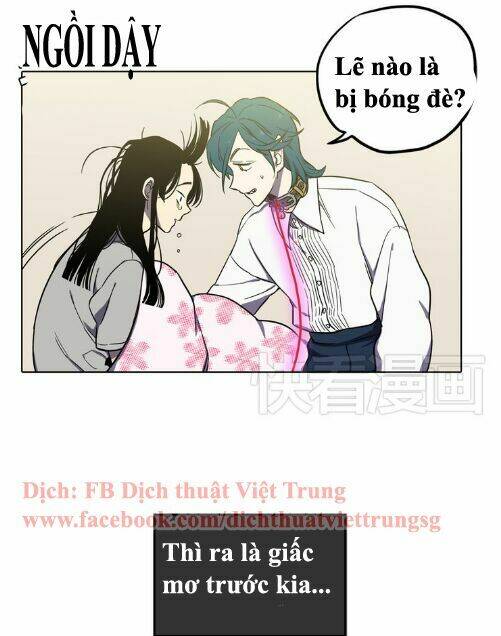 NGỒI DẬY
Lẽ nào là
bị bóng đè?
快看漫画
Dịch: FB Dịch thuật Việt Trung
www.facebook.com/dichthuatviettrungsg
Thì ra là giấc
mơ trước kia...